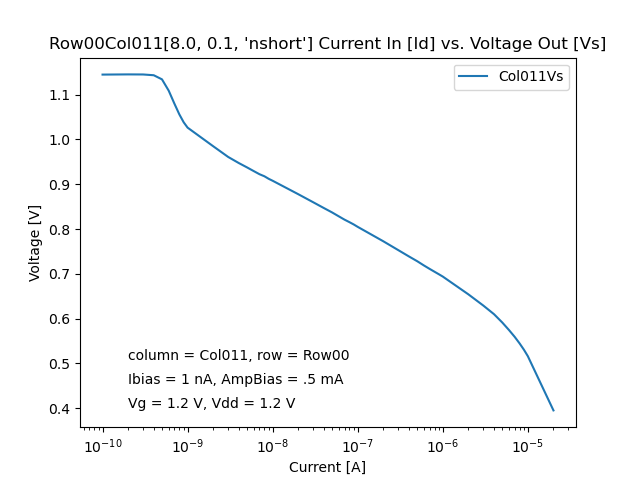 Row00Col011[8.0, 0.1, 'nshort'] Current In [Id] vs. Voltage Out [Vs]
Col011Vs
1.1
1.0
0.9
0.8
0.7
0.6
0.5
0.4
Voltage [V]
column = Col011, row = Row00
Ibias = 1 nA, AmpBias = .5 mA
Vg = 1.2 V, Vdd = 1.2 V
10⁻¹⁰ 10⁻⁹ 10⁻⁸ 10⁻⁷ 10⁻⁶ 10⁻⁵
Current [A]